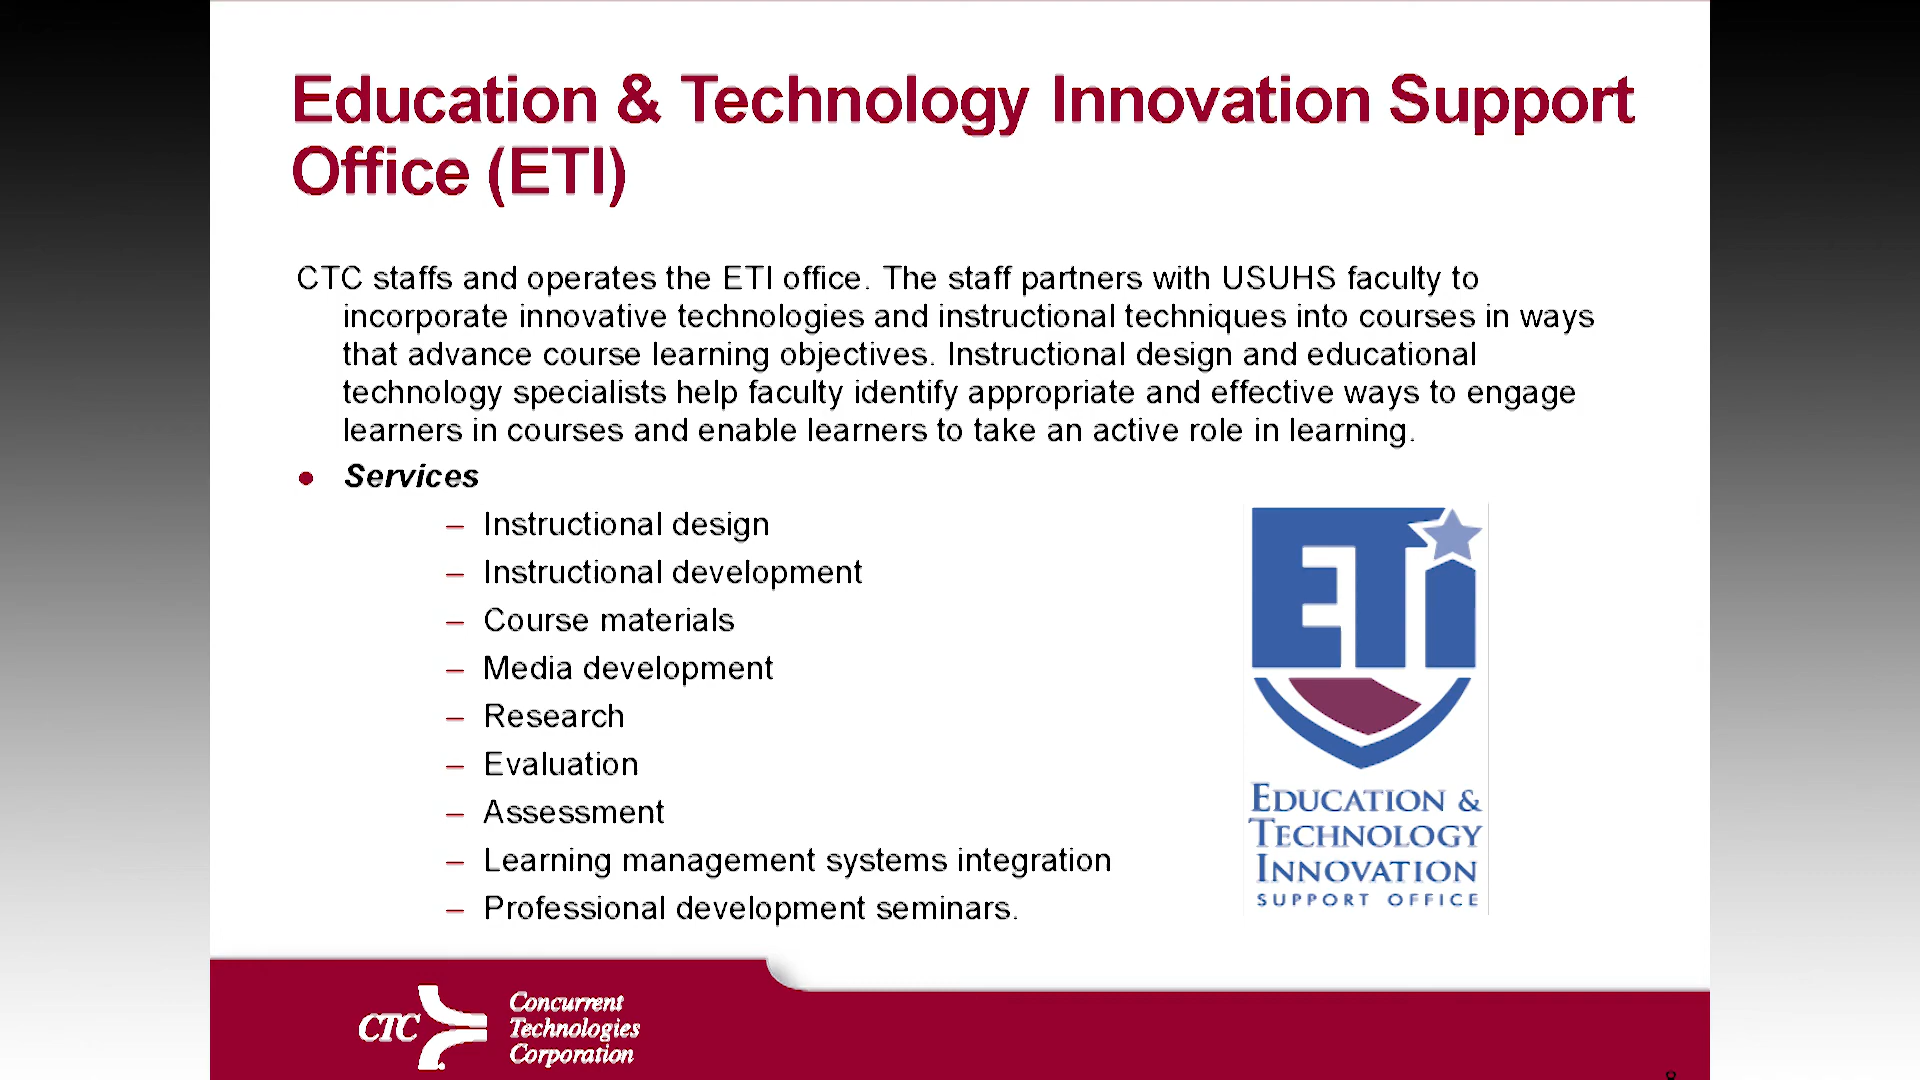 Education & Technology Innovation Support
Office (ETI)
CTC staffs and operates the ETI office. The staff partners with USUHS faculty to
incorporate innovative technologies and instructional techniques into courses in ways
that advance course learning objectives. Instructional design and educational
technology specialists help faculty identify appropriate and effective ways to engage
learners in courses and enable learners to take an active role in learning.
● Services
– Instructional design
– Instructional development
– Course materials
– Media development
– Research
– Evaluation
– Assessment
– Learning management systems integration
– Professional development seminars.
ETI
EDUCATION &
TECHNOLOGY
INNOVATION
SUPPORT OFFICE
CTC
Concurrent
Technologies
Corporation